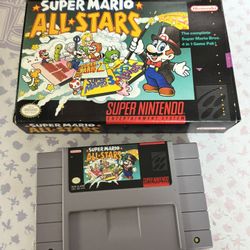 SUPER MARIO
ALL-STARS
Nintendo
The complete
Super Mario Bros.
4 in 1 Game Pak!
SUPER NINTENDO
ENTERTAINMENT SYSTEM
SUPER MARIO
ALL-STARS
SUPER MARIO
ALL-STARS
SUPER NINTENDO